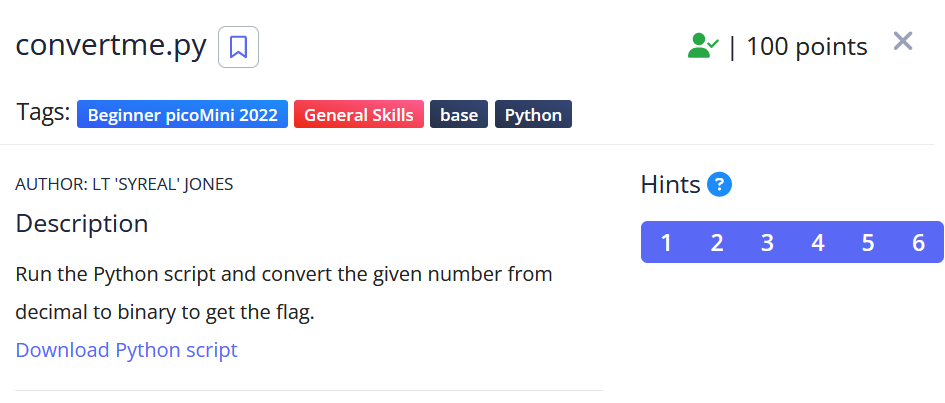 convertme.py | 100 points
Tags: Beginner picoMini 2022 General Skills base Python
AUTHOR: LT 'SYREAL' JONES
Description
Run the Python script and convert the given number from
decimal to binary to get the flag.
Download Python script
Hints ?
1 2 3 4 5 6